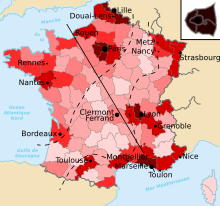 Lille
Douai-Lens
Manche
Rouen
Paris
Metz
Nancy
Strasbourg
Rennes
Nantes
Océan
Atlantique
Clermont
Ferrand
Lyon
Grenoble
Bordeaux
Golfe de
Gascogne
Toulouse
Montpellier
Marseille
Nice
Toulon
Mer Méditerranée